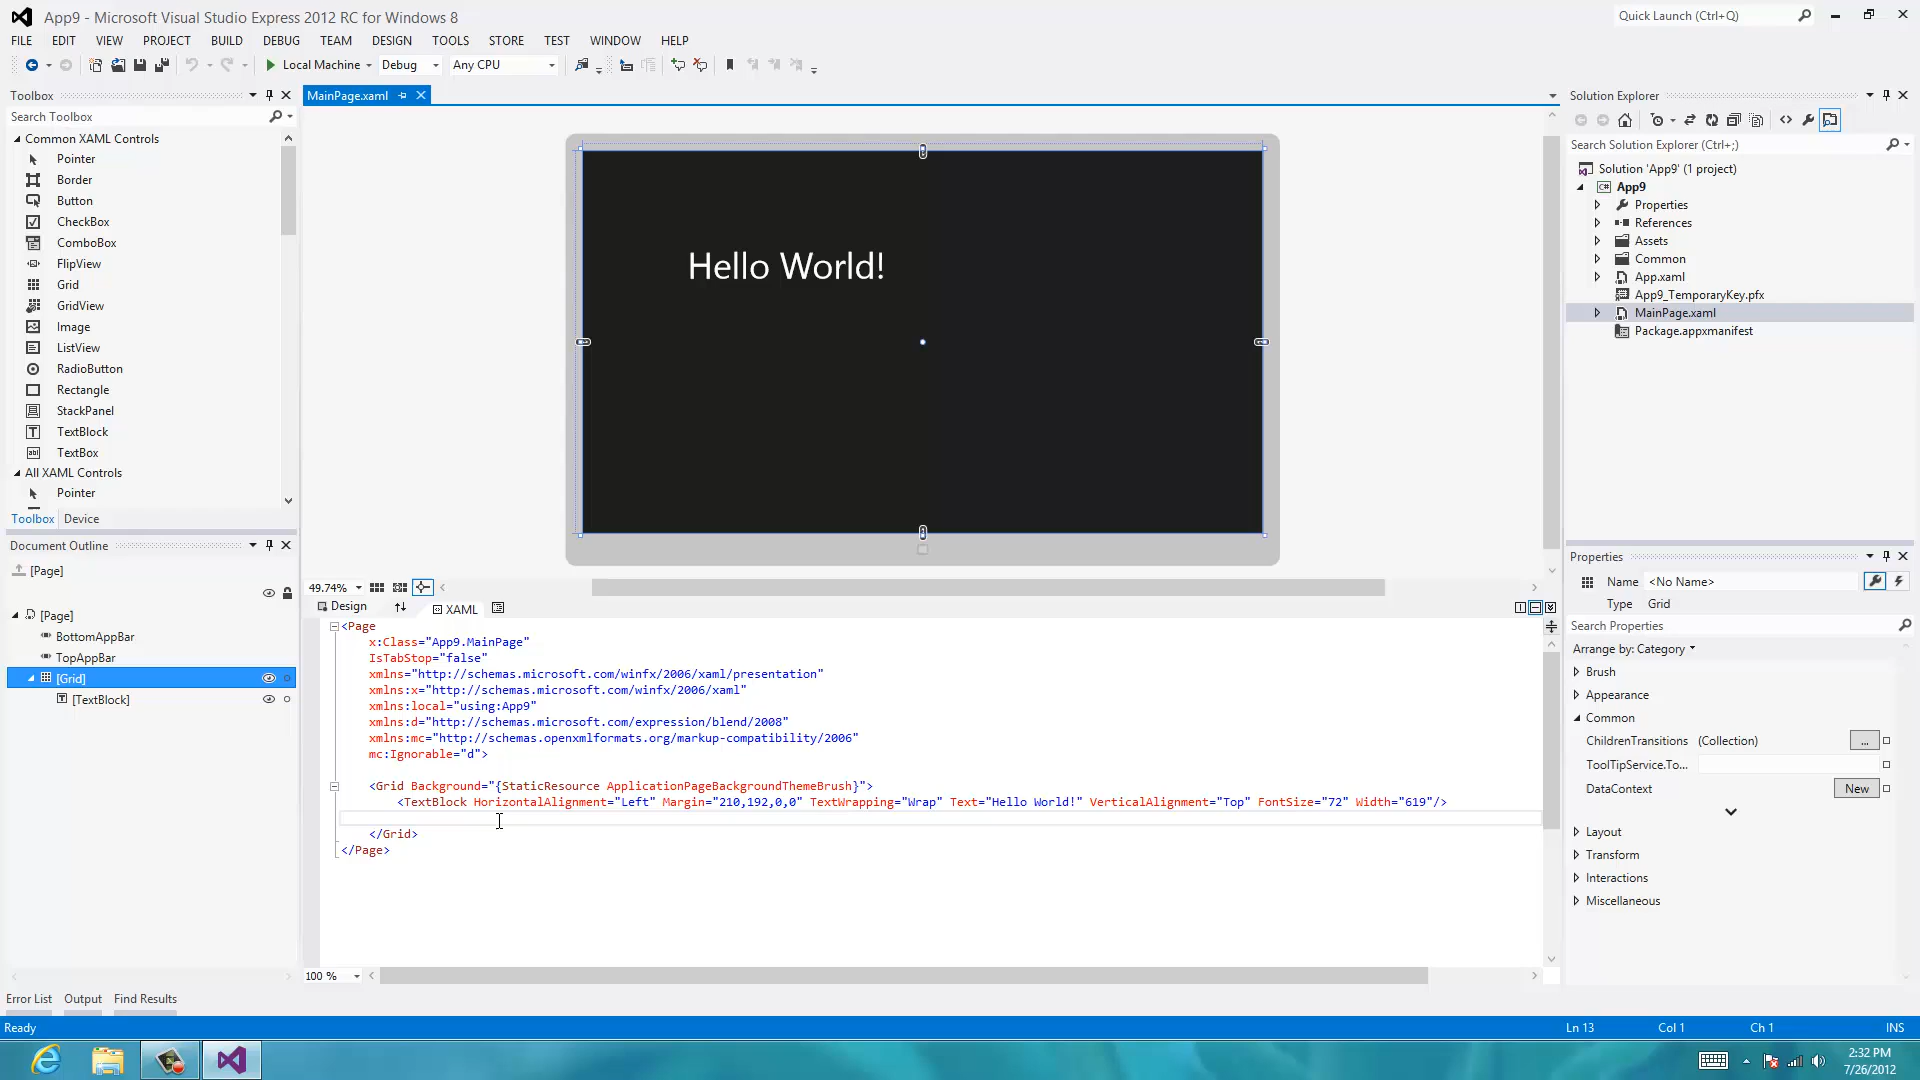 App9 - Microsoft Visual Studio Express 2012 RC for Windows 8
Quick Launch (Ctrl+Q)
FILE EDIT VIEW PROJECT BUILD DEBUG TEAM DESIGN TOOLS STORE TEST WINDOW HELP
Local Machine Debug Any CPU
Toolbox
Search Toolbox
Common XAML Controls
Pointer
Border
Button
CheckBox
ComboBox
FlipView
Grid
GridView
Image
ListView
RadioButton
Rectangle
StackPanel
TextBlock
TextBox
All XAML Controls
Pointer
Toolbox Device
Document Outline
[Page]
[Page]
BottomAppBar
TopAppBar
[Grid]
[TextBlock]
MainPage.xaml
Hello World!
49.74%
Design XAML
<Page
x:Class="App9.MainPage"
IsTabStop="false"
xmlns="http://schemas.microsoft.com/winfx/2006/xaml/presentation"
xmlns:x="http://schemas.microsoft.com/winfx/2006/xaml"
xmlns:local="using:App9"
xmlns:d="http://schemas.microsoft.com/expression/blend/2008"
xmlns:mc="http://schemas.openxmlformats.org/markup-compatibility/2006"
mc:Ignorable="d">
<Grid Background="{StaticResource ApplicationPageBackgroundThemeBrush}">
<TextBlock HorizontalAlignment="Left" Margin="210,192,0,0" TextWrapping="Wrap" Text="Hello World!" VerticalAlignment="Top" FontSize="72" Width="619"/>
</Grid>
</Page>
100 %
Solution Explorer
Search Solution Explorer (Ctrl+;)
Solution 'App9' (1 project)
App9
Properties
References
Assets
Common
App.xaml
App9_TemporaryKey.pfx
MainPage.xaml
Package.appxmanifest
Properties
Name <No Name>
Type Grid
Search Properties
Arrange by: Category
Brush
Appearance
Common
ChildrenTransitions (Collection) ...
ToolTipService.To...
DataContext New
Layout
Transform
Interactions
Miscellaneous
Error List Output Find Results
Ready Ln 13 Col 1 Ch 1 INS
2:32 PM
7/26/2012